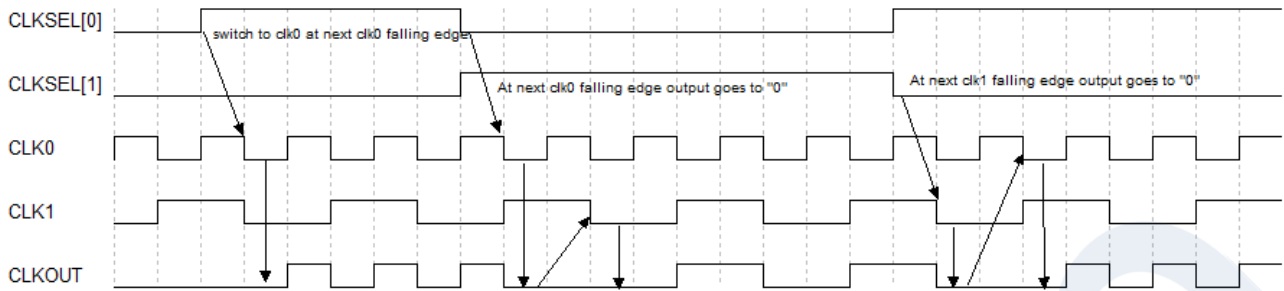 CLKSEL[0]
switch to clk0 at next clk0 falling edge
CLKSEL[1]
At next clk0 falling edge output goes to "0"
At next clk1 falling edge output goes to "0"
CLK0
CLK1
CLKOUT